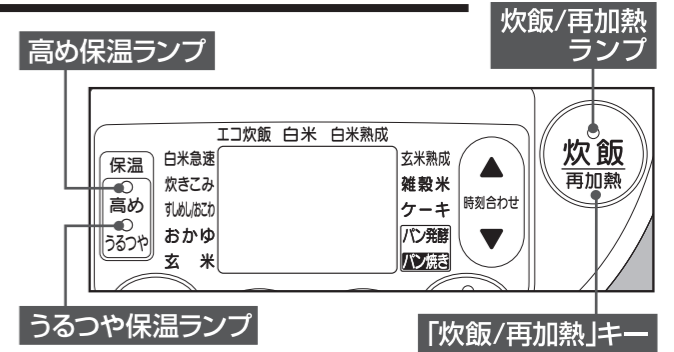 炊飯/再加熱
ランプ
高め保温ランプ
エコ炊飯 白米 白米熟成
保温
高め
うるつや
白米急速
炊きこみ
すしめし/おこわ
おかゆ
玄 米
玄米熟成
雑穀米
ケーキ
パン発酵
パン焼き
時刻合わせ
炊飯
再加熱
うるつや保温ランプ
「炊飯/再加熱」キー